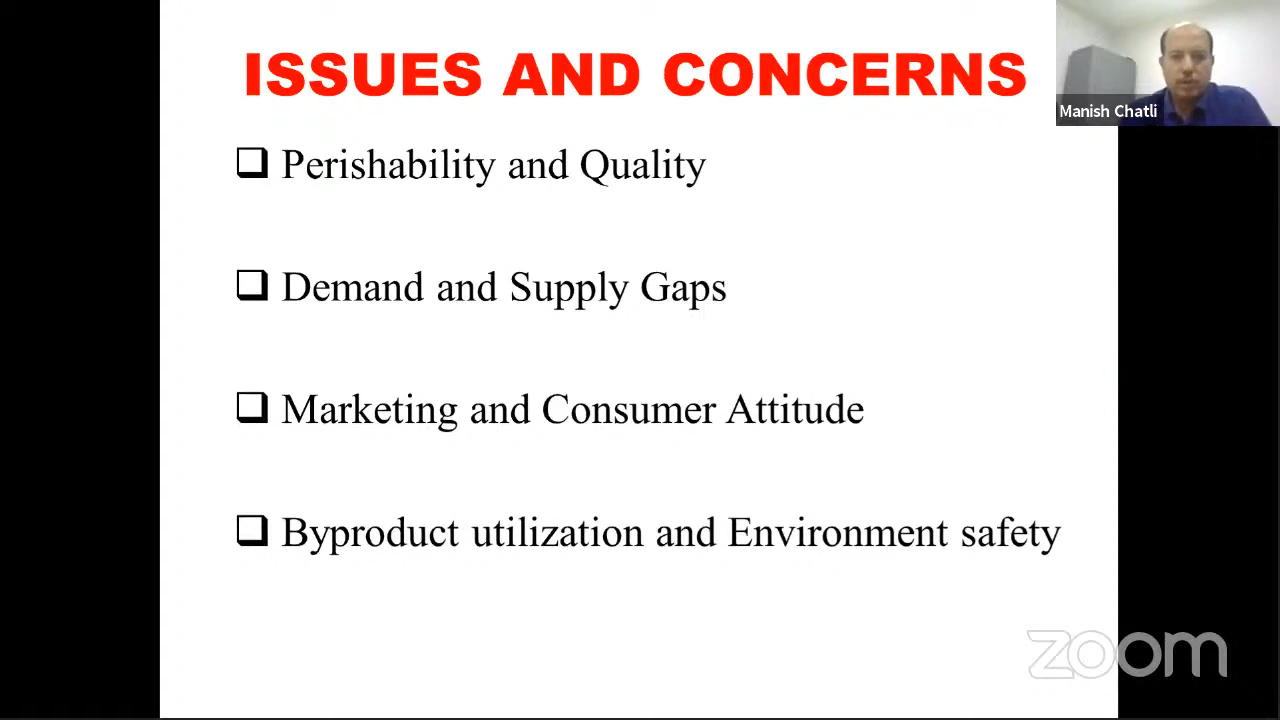 ISSUES AND CONCERNS
Manish Chatli
❑ Perishability and Quality
❑ Demand and Supply Gaps
❑ Marketing and Consumer Attitude
❑ Byproduct utilization and Environment safety
zoom